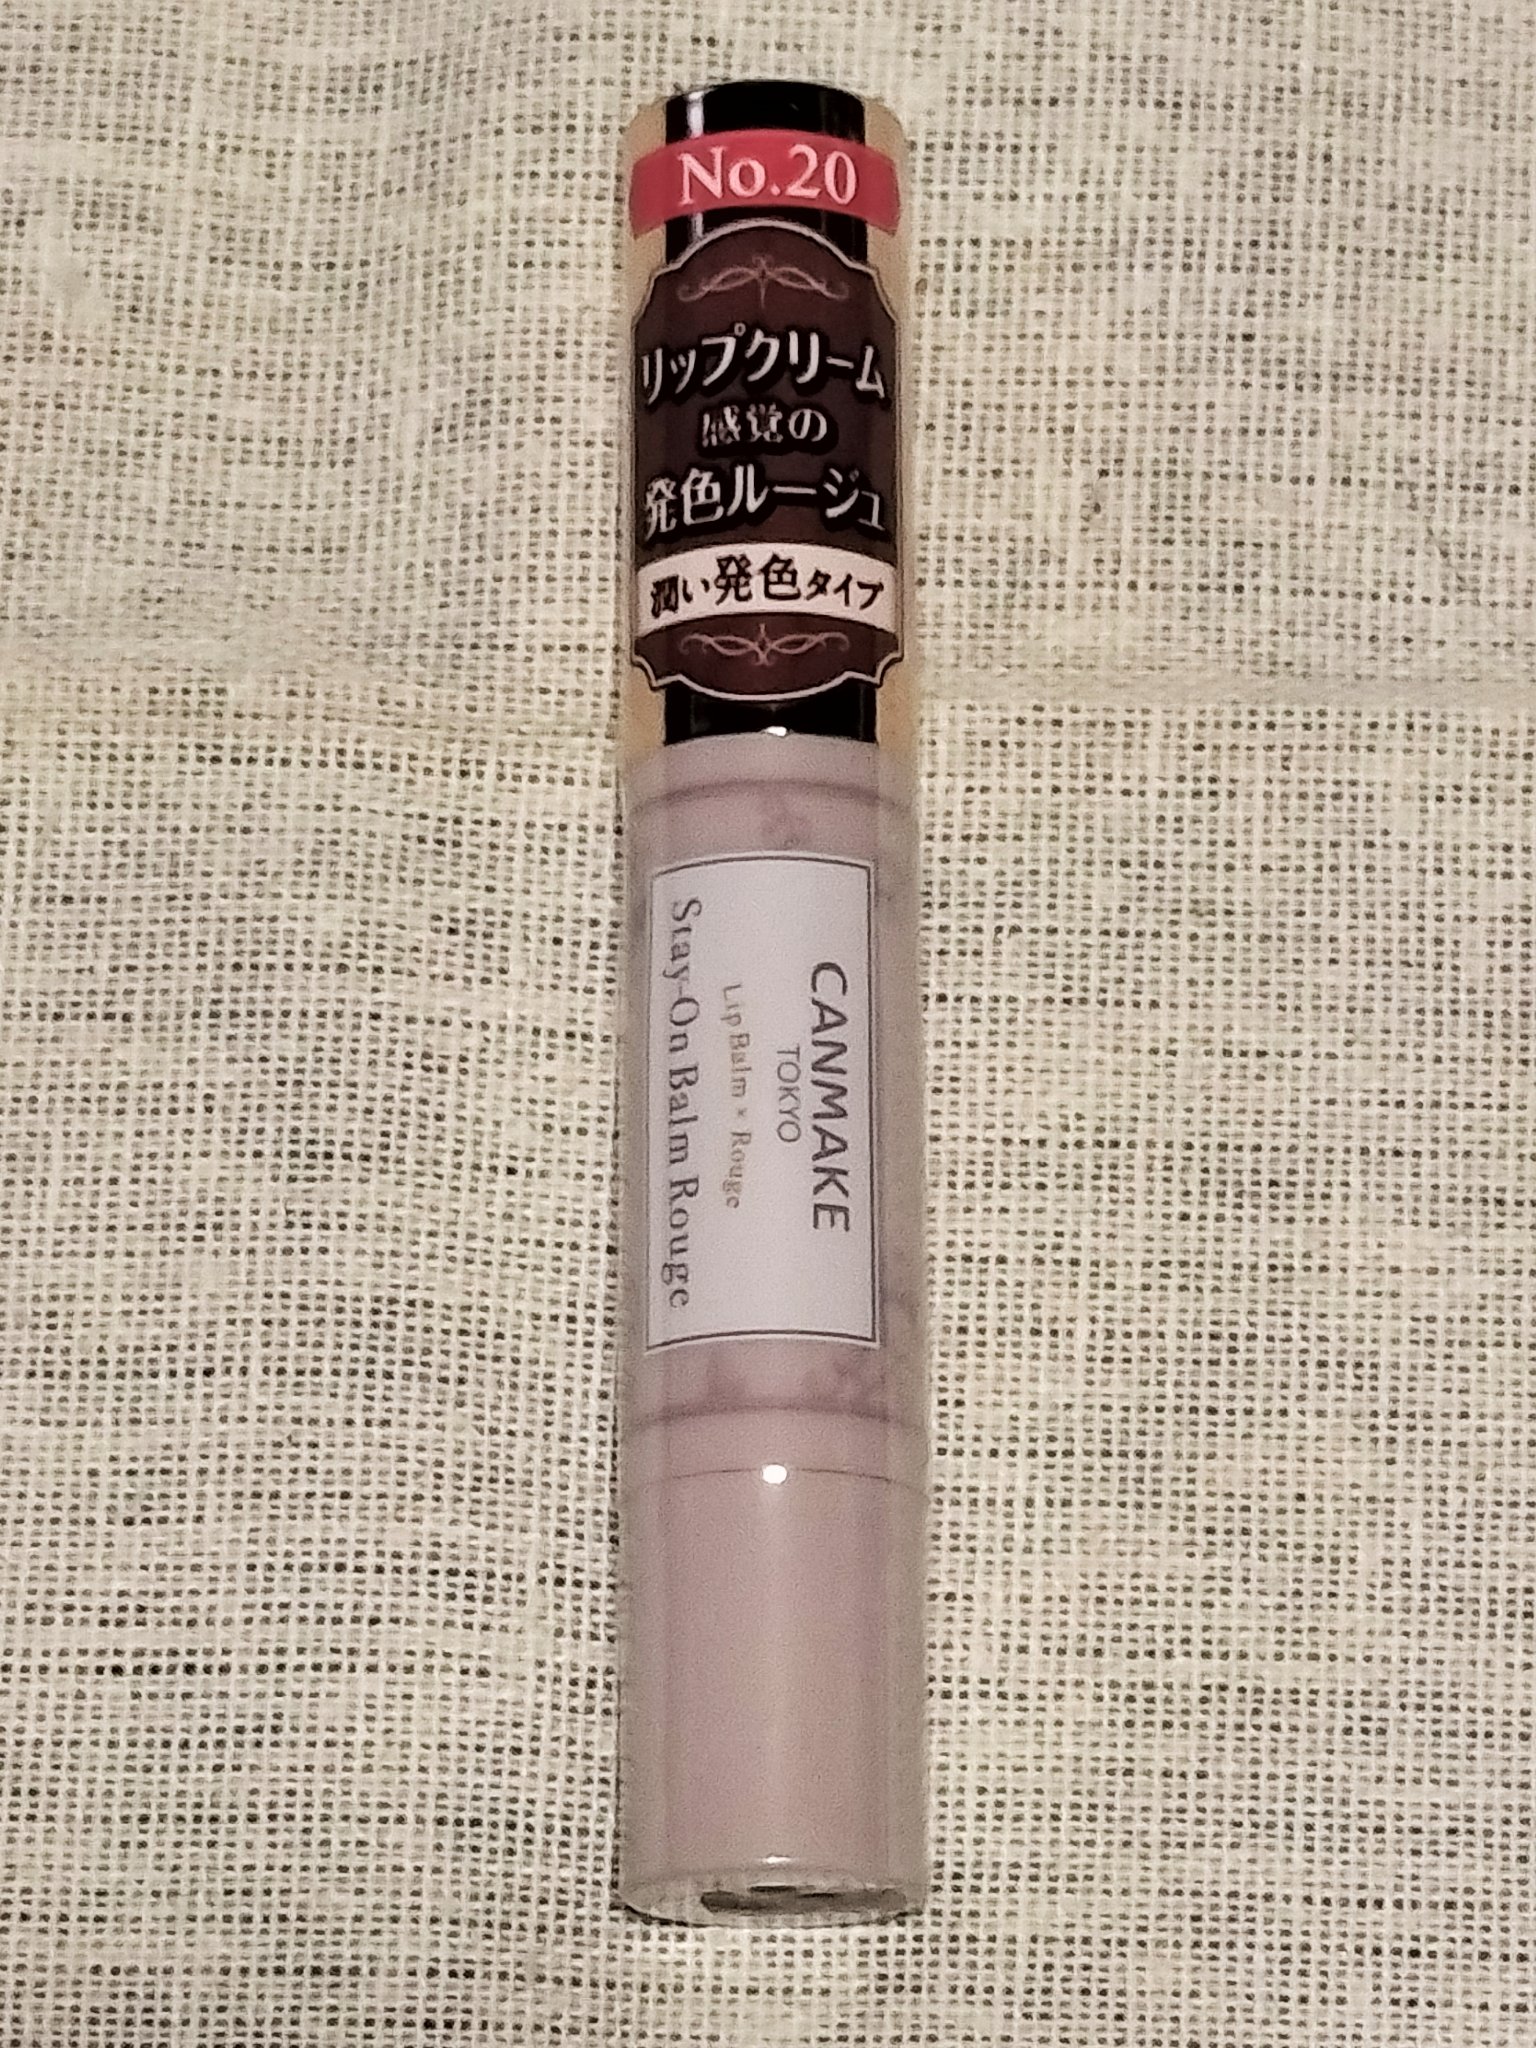 No.20
リップクリーム
感覚の
発色ルージュ
潤い発色タイプ
CANMAKE
TOKYO
Lip Balm × Rouge
Stay-On Balm Rouge